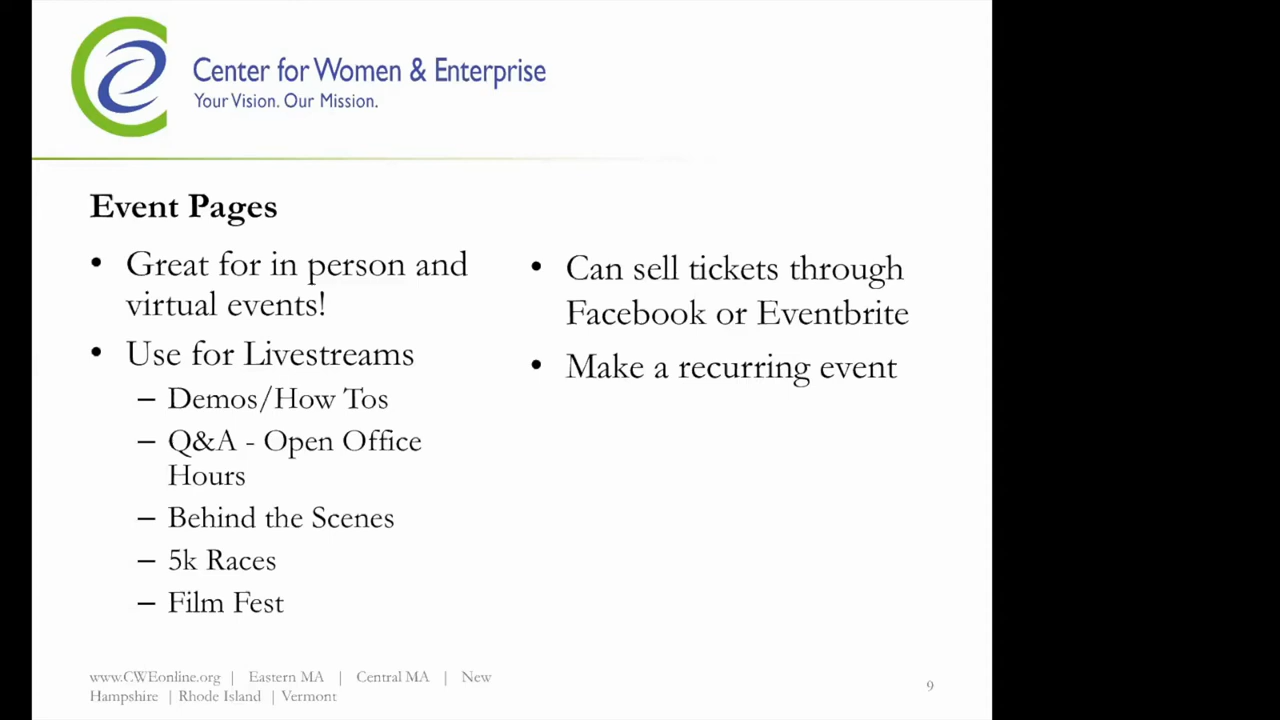 Center for Women & Enterprise
Your Vision. Our Mission.
Event Pages
• Great for in person and
virtual events!
• Use for Livestreams
– Demos/How Tos
– Q&A - Open Office
Hours
– Behind the Scenes
– 5k Races
– Film Fest
• Can sell tickets through
Facebook or Eventbrite
• Make a recurring event
www.CWEonline.org | Eastern MA | Central MA | New
Hampshire | Rhode Island | Vermont
9